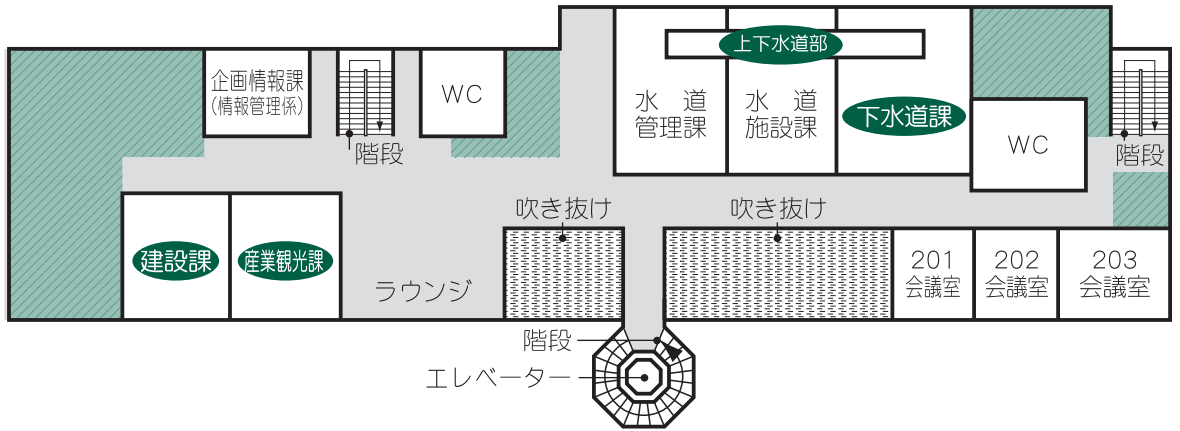 上下水道部
企画情報課
(情報管理係)
WC
水 道
管理課
水 道
施設課
下水道課
WC
階段
階段
吹き抜け
吹き抜け
建設課
産業観光課
ラウンジ
201
会議室
202
会議室
203
会議室
階段
エレベーター